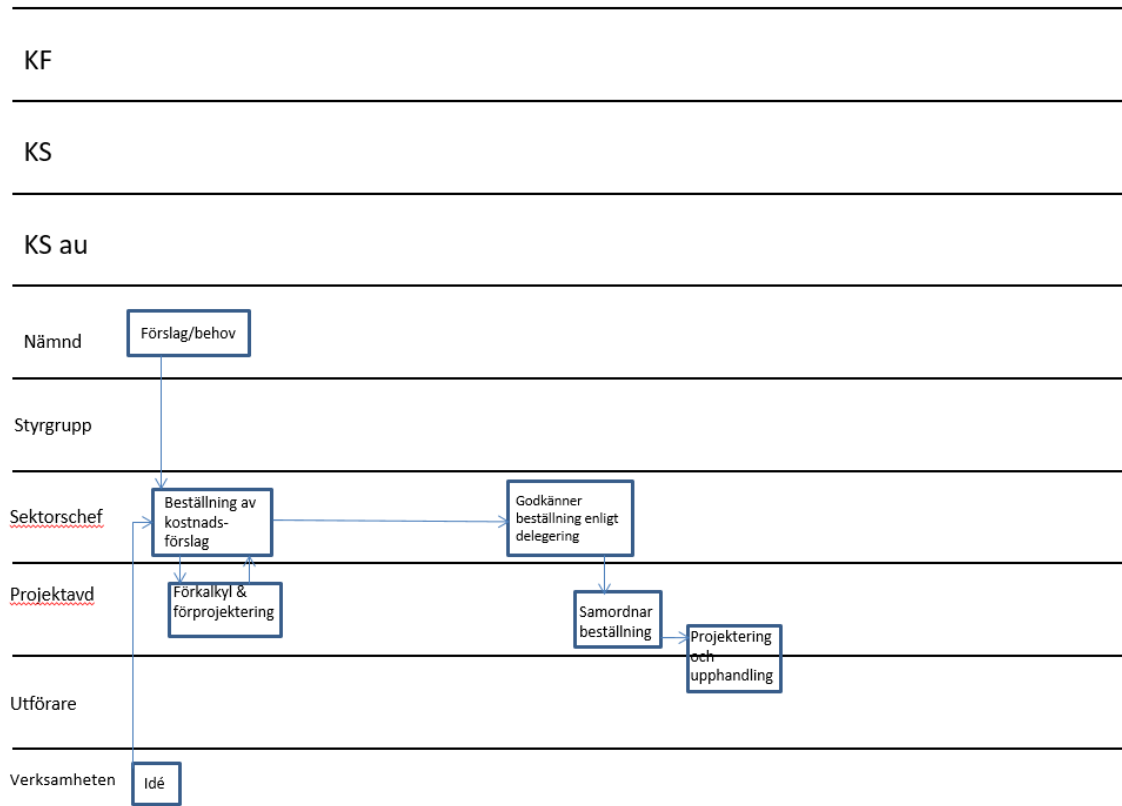 KF
KS
KS au
Nämnd
Förslag/behov
Styrgrupp
Sektorschef
Beställning av
kostnads-
förslag
Godkänner
beställning enligt
delegering
Projektavd
Förkalkyl &
förprojektering
Samordnar
beställning
Projektering
och
upphandling
Utförare
Verksamheten
Idé